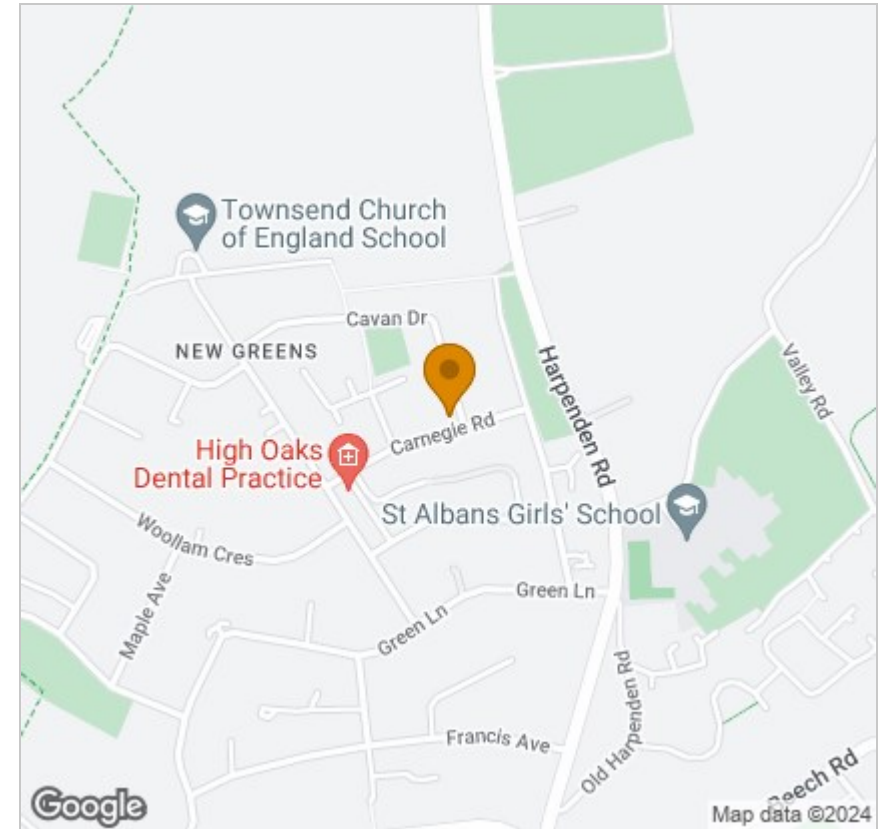 Townsend Church
of England School
Cavan Dr
NEW GREENS
Harpenden Rd
Valley Rd
Carnegie Rd
High Oaks
Dental Practice
St Albans Girls' School
Woollam Cres
Maple Ave
Green Ln
Green Ln
Old Harpenden Rd
Francis Ave
Beech Rd
Google
Map data ©2024